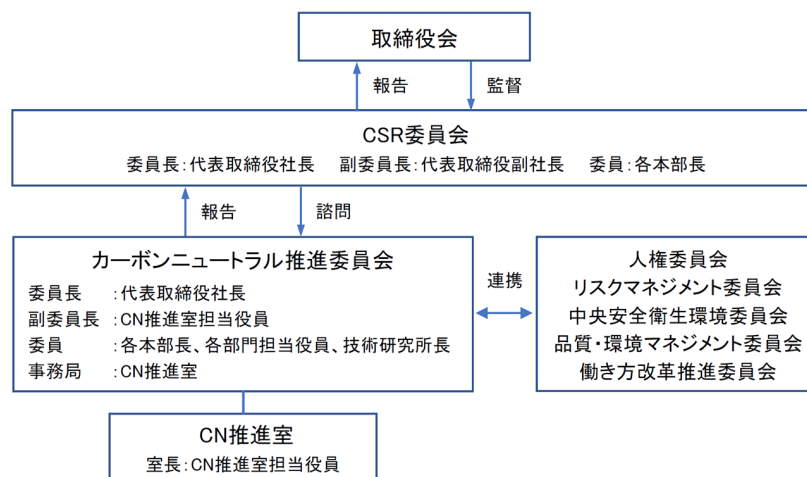 取締役会
報告
監督
CSR委員会
委員長:代表取締役社長 副委員長:代表取締役副社長 委員:各本部長
報告
諮問
カーボンニュートラル推進委員会
委員長 :代表取締役社長
副委員長 :CN推進室担当役員
委員 :各本部長、各部門担当役員、技術研究所長
事務局 :CN推進室
連携
人権委員会
リスクマネジメント委員会
中央安全衛生環境委員会
品質・環境マネジメント委員会
働き方改革推進委員会
CN推進室
室長:CN推進室担当役員